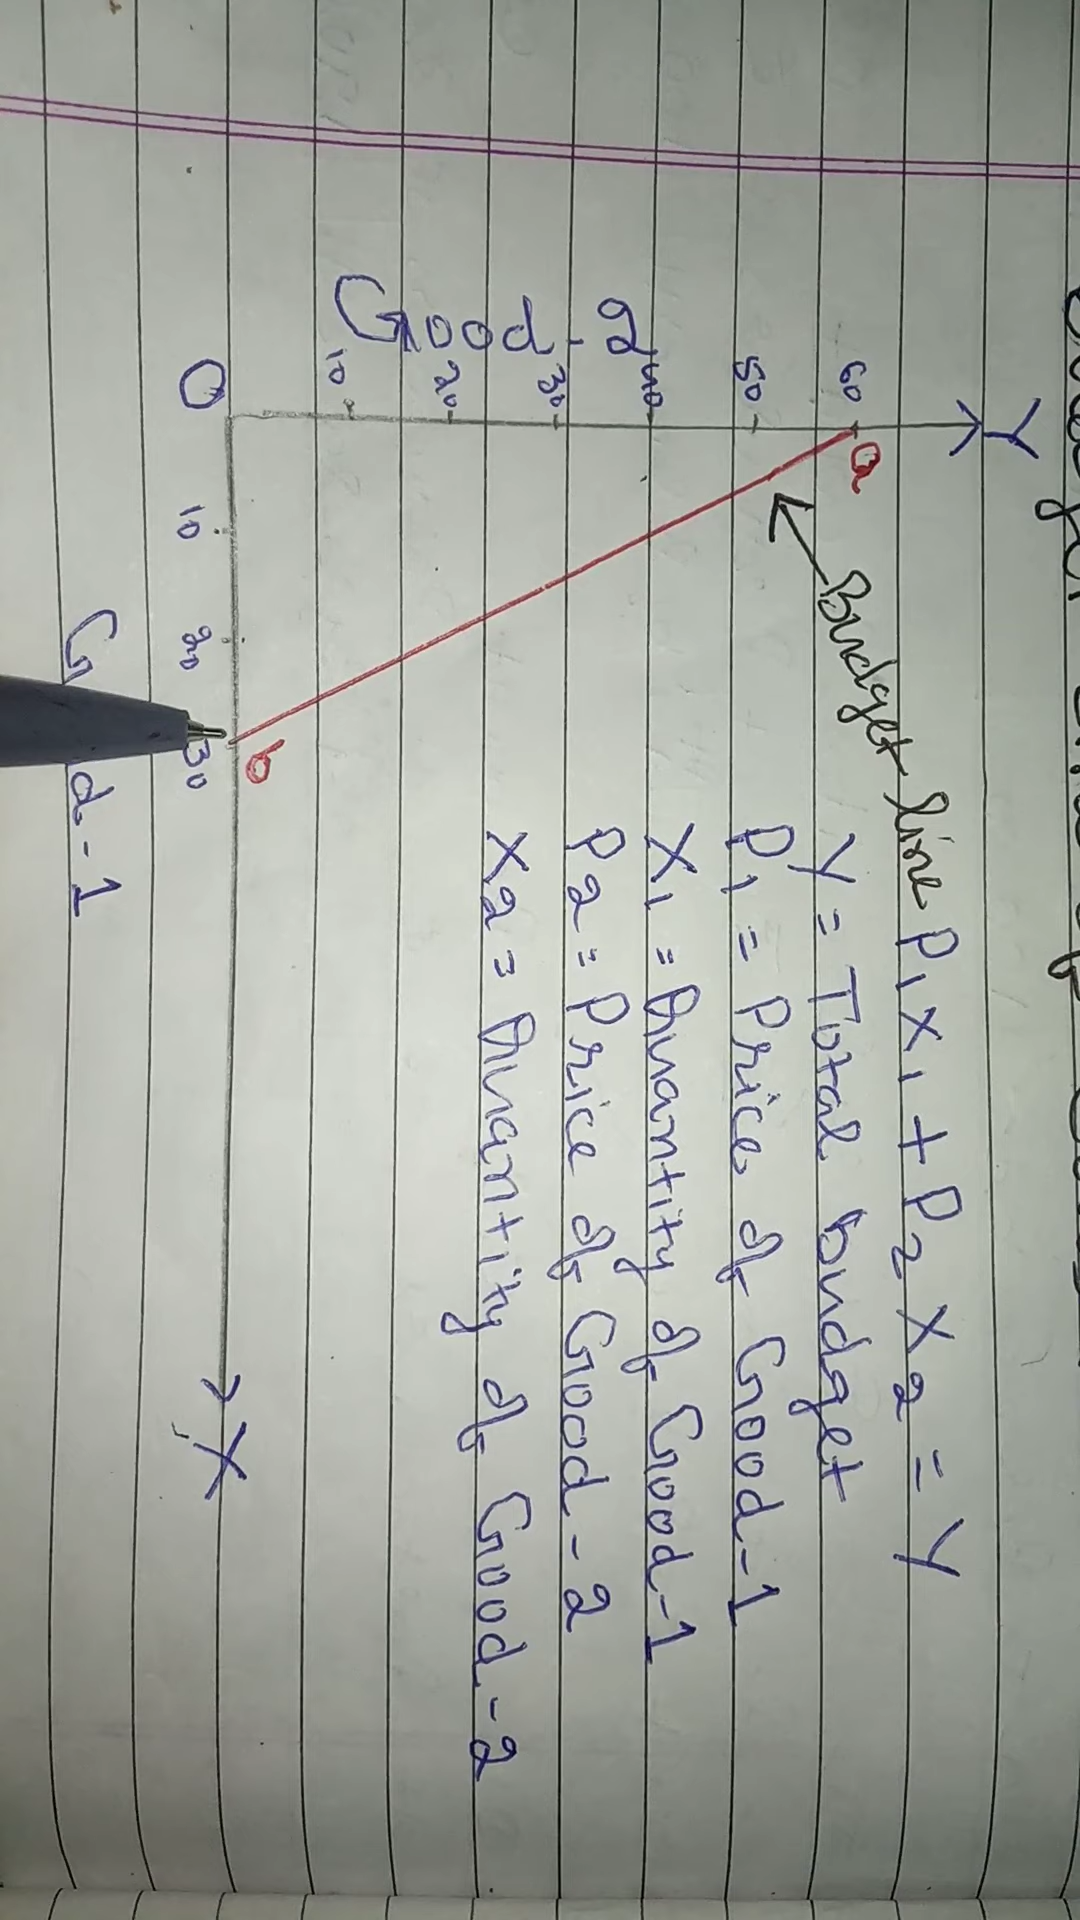 Y
60
50
40
30
20
10
O
Good-2
10
20
30
X
a
b
Budget line P1X1 + P2X2 = Y
Y = Total budget
P1 = Price of Good-1
X1 = Quantity of Good-1
P2 = Price of Good-2
X2 = Quantity of Good-2
d-1